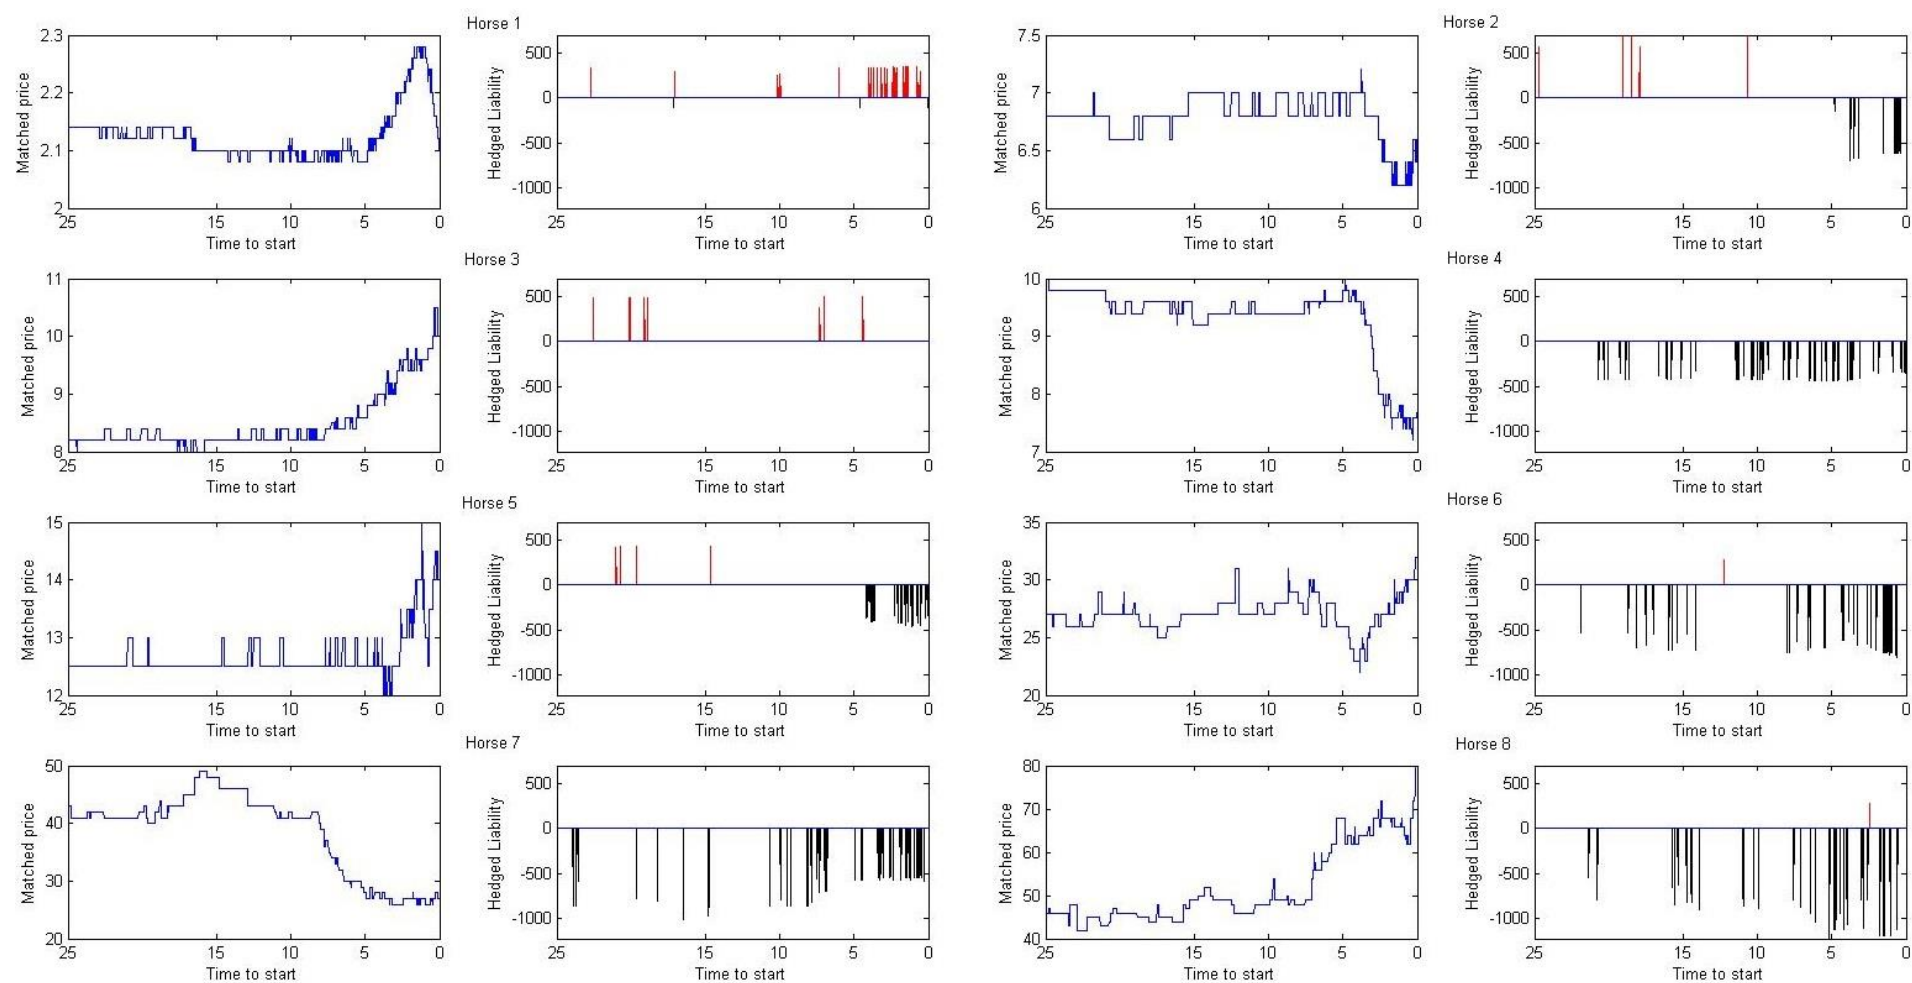 Horse 1
Matched price
2.3
2.2
2.1
2
25 15 10 5 0
Time to start
Hedged Liability
500
0
-500
-1000
25 15 10 5 0
Time to start
Horse 2
Matched price
7.5
7
6.5
6
25 15 10 5 0
Time to start
Hedged Liability
500
0
-500
-1000
25 15 10 5 0
Time to start
Horse 3
Matched price
11
10
9
8
25 15 10 5 0
Time to start
Hedged Liability
500
0
-500
-1000
25 15 10 5 0
Time to start
Horse 4
Matched price
10
9
8
7
25 15 10 5 0
Time to start
Hedged Liability
500
0
-500
-1000
25 15 10 5 0
Time to start
Horse 5
Matched price
15
14
13
12
25 15 10 5 0
Time to start
Hedged Liability
500
0
-500
-1000
25 15 10 5 0
Time to start
Horse 6
Matched price
35
30
25
20
25 15 10 5 0
Time to start
Hedged Liability
500
0
-500
-1000
25 15 10 5 0
Time to start
Horse 7
Matched price
50
40
30
20
25 15 10 5 0
Time to start
Hedged Liability
500
0
-500
-1000
25 15 10 5 0
Time to start
Horse 8
Matched price
80
70
60
50
40
25 15 10 5 0
Time to start
Hedged Liability
500
0
-500
-1000
25 15 10 5 0
Time to start